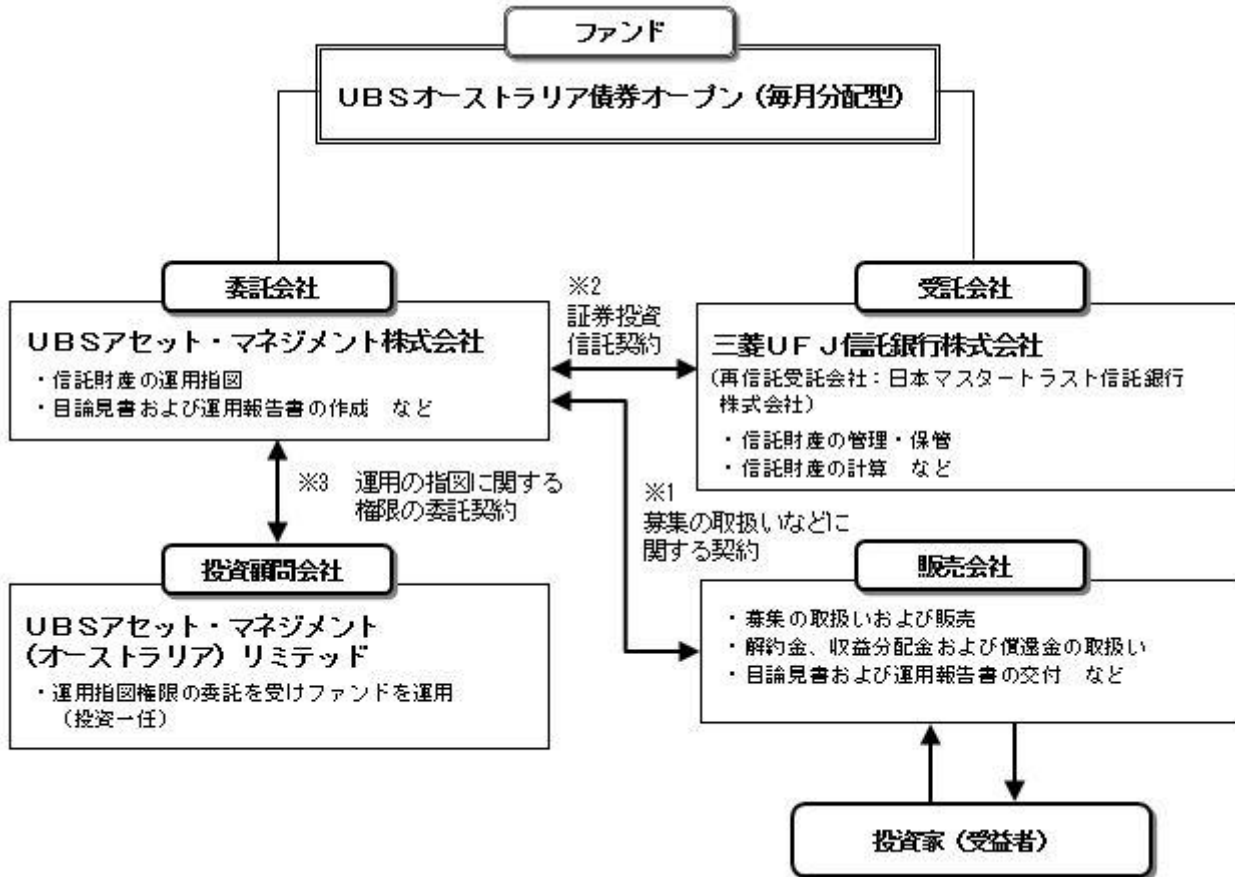 ファンド
UBSオーストラリア債券オープン（毎月分配型）
委託会社
UBSアセット・マネジメント株式会社
・信託財産の運用指図
・目論見書および運用報告書の作成　など
※2
証券投資
信託契約
受託会社
三菱UFJ信託銀行株式会社
（再信託受託会社：日本マスタートラスト信託銀行
株式会社）
・信託財産の管理・保管
・信託財産の計算　など
※3　運用の指図に関する
権限の委託契約
※1
募集の取扱いなどに
関する契約
投資顧問会社
UBSアセット・マネジメント
（オーストラリア）リミテッド
・運用指図権限の委託を受けファンドを運用
（投資一任）
販売会社
・募集の取扱いおよび販売
・解約金、収益分配金および償還金の取扱い
・目論見書および運用報告書の交付　など
投資家（受益者）